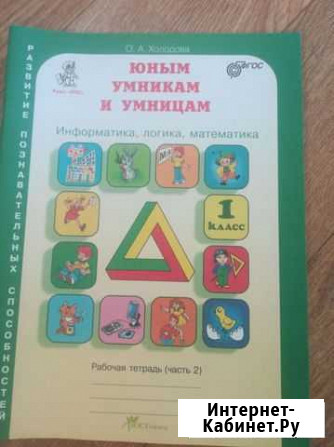 О. А. Холодова
ФГОС
ЮНЫМ
УМНИКАМ
И УМНИЦАМ
Информатика, логика, математика
РАЗВИТИЕ ПОЗНАВАТЕЛЬНЫХ СПОСОБНОСТЕЙ
1
класс
Рабочая тетрадь (часть 2)
РОСТ
Интернет-
Кабинет.Ру